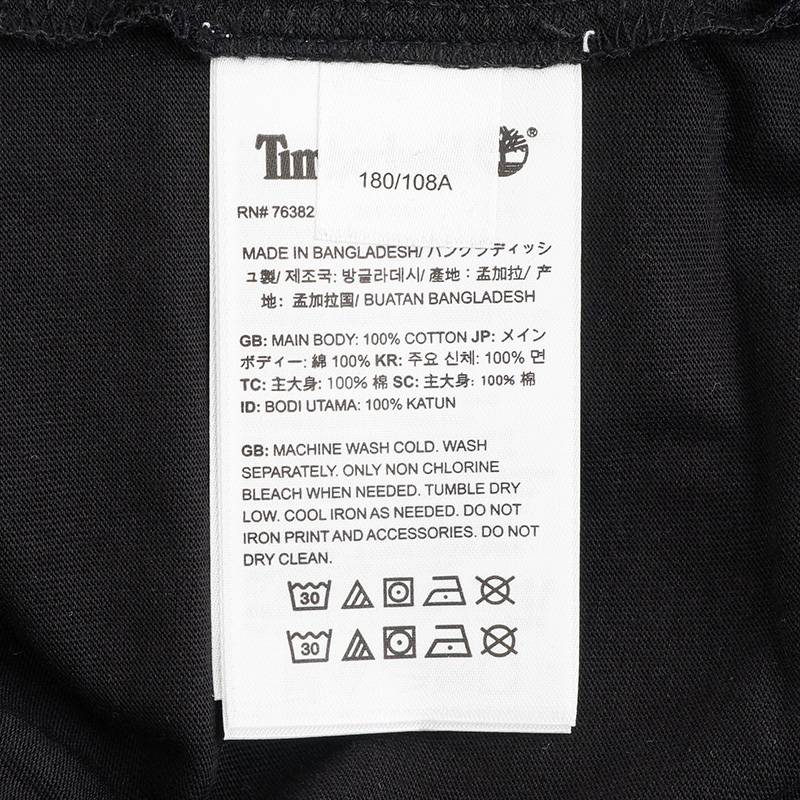 Tim
®
180/108A
RN# 76382
MADE IN BANGLADESH/ バングラディッシ
ュ製/ 제조국: 방글라데시/ 產地：孟加拉/ 产
地：孟加拉国/ BUATAN BANGLADESH
GB: MAIN BODY: 100% COTTON JP: メイン
ボディー: 綿 100% KR: 주요 신체: 100% 면
TC: 主大身: 100% 棉 SC: 主大身: 100% 棉
ID: BODI UTAMA: 100% KATUN
GB: MACHINE WASH COLD. WASH
SEPARATELY. ONLY NON CHLORINE
BLEACH WHEN NEEDED. TUMBLE DRY
LOW. COOL IRON AS NEEDED. DO NOT
IRON PRINT AND ACCESSORIES. DO NOT
DRY CLEAN.
30
30